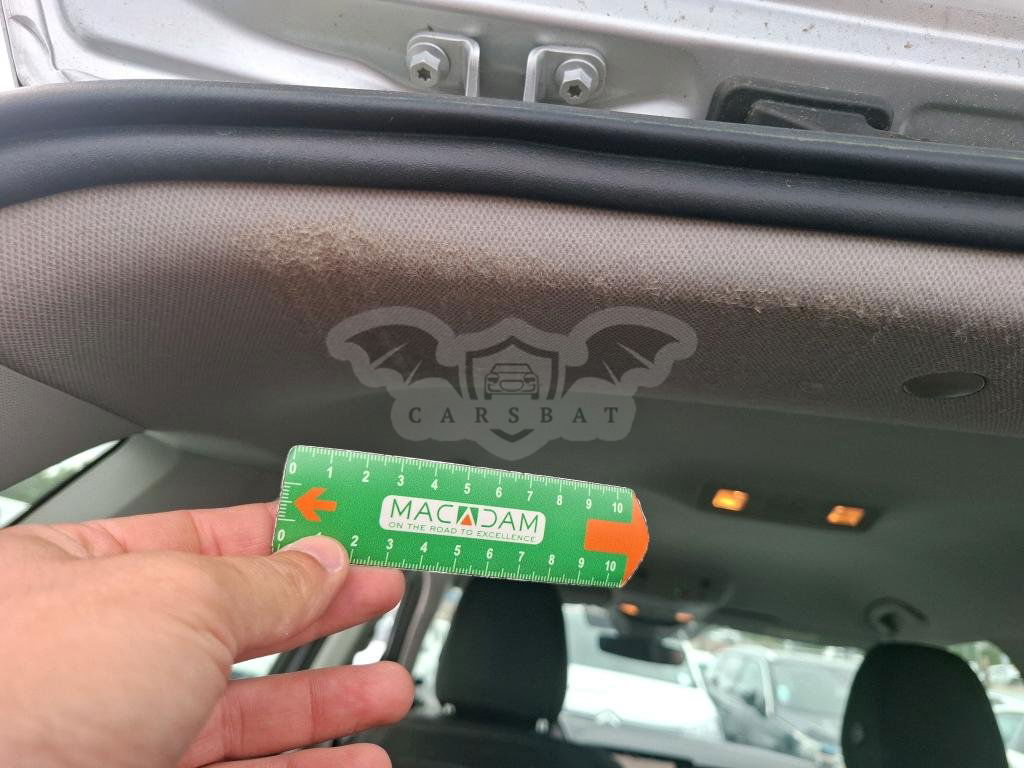 CARSBAT
0 1 2 3 4 5 6 7 8 9 10
MACADAM
ON THE ROAD TO EXCELLENCE
0 1 2 3 4 5 6 7 8 9 10